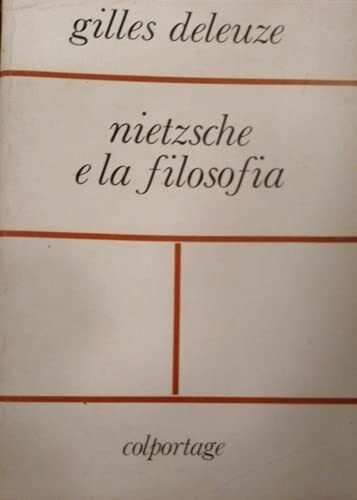 gilles deleuze
nietzsche
e la filosofia
colportage